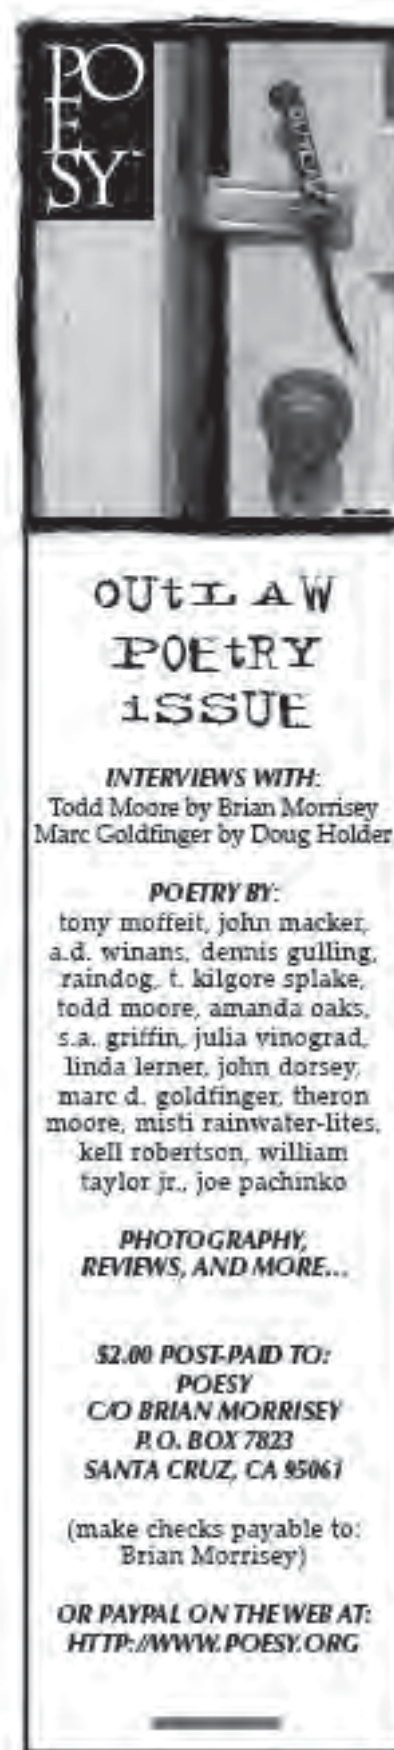 PO
E
SY
oUtLAW
POEtRY
iSSUE
INTERVIEWS WITH:
Todd Moore by Brian Morrisey
Marc Goldfinger by Doug Holder
POETRY BY:
tony moffeit, john macker,
a.d. winans, dennis gulling,
raindog, t. kilgore splake,
todd moore, amanda oaks,
s.a. griffin, julia vinograd,
linda lerner, john dorsey,
marc d. goldfinger, theron
moore, misti rainwater-lites,
kell robertson, william
taylor jr., joe pachinko
PHOTOGRAPHY,
REVIEWS, AND MORE...
$2.00 POST-PAID TO:
POESY
C/O BRIAN MORRISEY
P.O. BOX 7823
SANTA CRUZ, CA 95061
(make checks payable to:
Brian Morrisey)
OR PAYPAL ON THE WEB AT:
HTTP://WWW.POESY.ORG